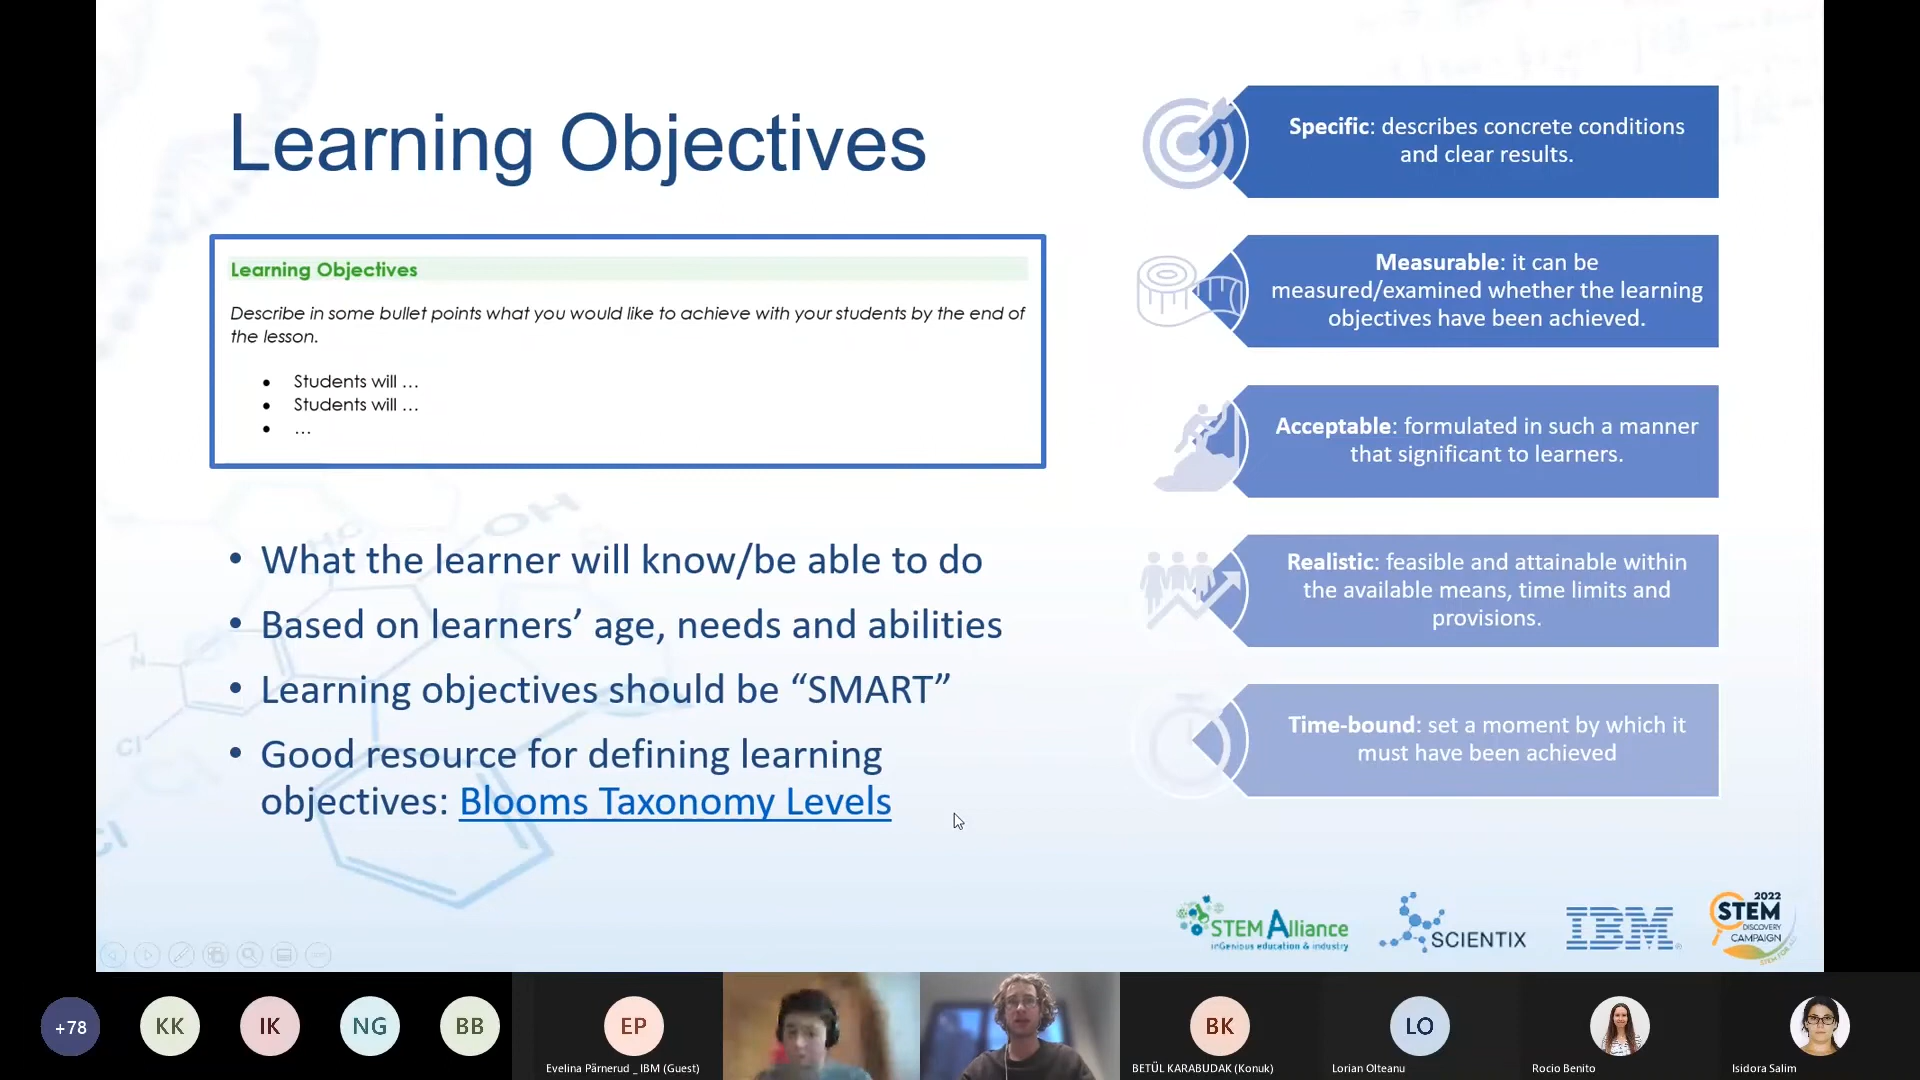 Learning Objectives
Learning Objectives
Describe in some bullet points what you would like to achieve with your students by the end of
the lesson.
• Students will ...
• Students will ...
• ...
• What the learner will know/be able to do
• Based on learners’ age, needs and abilities
• Learning objectives should be “SMART”
• Good resource for defining learning
objectives: Blooms Taxonomy Levels
Specific: describes concrete conditions
and clear results.
Measurable: it can be
measured/examined whether the learning
objectives have been achieved.
Acceptable: formulated in such a manner
that significant to learners.
Realistic: feasible and attainable within
the available means, time limits and
provisions.
Time-bound: set a moment by which it
must have been achieved
HC
OH
N
Cl
Cl
STEM Alliance
inGenious education & industry
SCIENTIX
IBM®
2022
STEM
DISCOVERY
CAMPAIGN
+78
KK
IK
NG
BB
EP
Evelina Pärnerud _ IBM (Guest)
BK
BETÜL KARABUDAK (Konuk)
LO
Lorian Olteanu
Rocio Benito
Isidora Salim